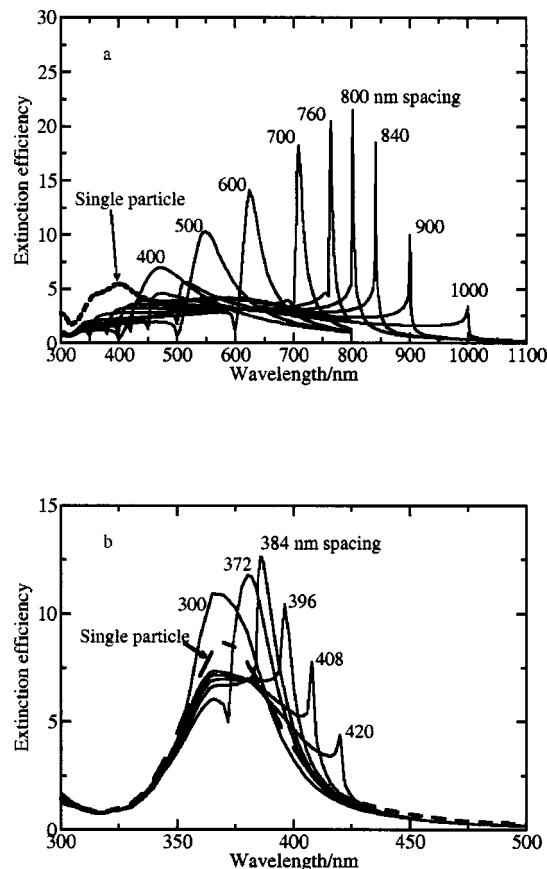 30
a
25
800 nm spacing
760
20
840
700
15
600
Single particle
500
10
900
400
5
1000
0
300 400 500 600 700 800 900 1000 1100
Wavelength/nm
Extinction efficiency
15
b
384 nm spacing
372
10
300
396
Single particle
408
5
420
0
300 350 400 450 500
Wavelength/nm
Extinction efficiency